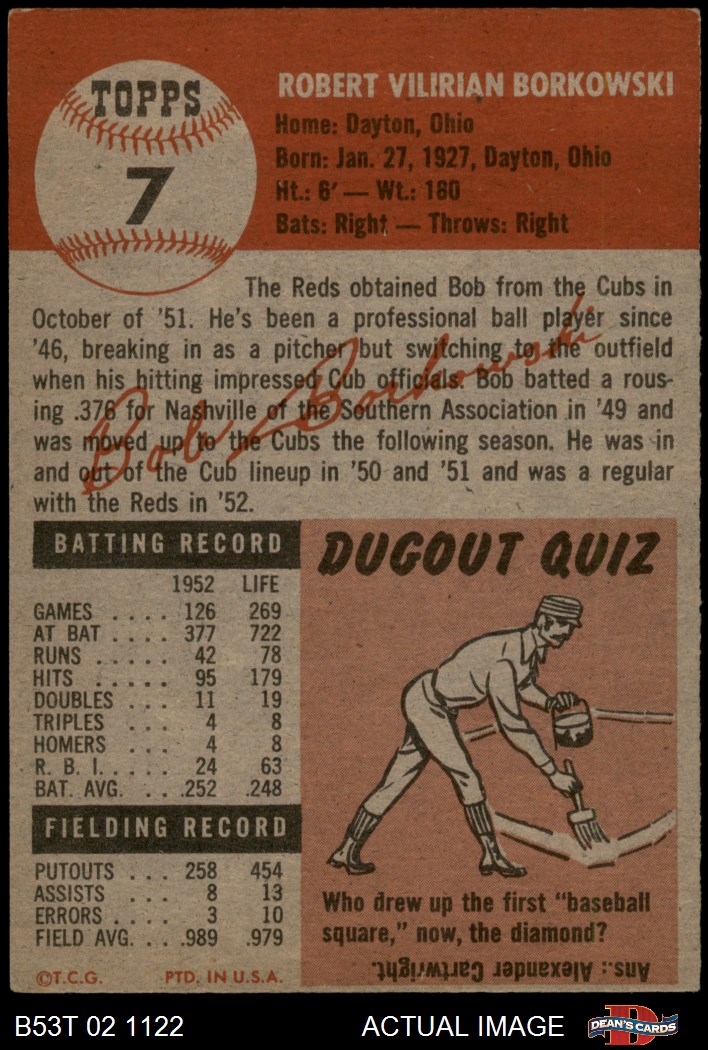 TOPPS
7
ROBERT VILIRIAN BORKOWSKI
Home: Dayton, Ohio
Born: Jan. 27, 1927, Dayton, Ohio
Ht.: 6' — Wt.: 180
Bats: Right — Throws: Right
The Reds obtained Bob from the Cubs in
October of '51. He's been a professional ball player since
'46, breaking in as a pitcher but switching to the outfield
when his hitting impressed Cub officials. Bob batted a rous-
ing .376 for Nashville of the Southern Association in '49 and
was moved up to the Cubs the following season. He was in
and out of the Cub lineup in '50 and '51 and was a regular
with the Reds in '52.
Bob Borkowski
BATTING RECORD
1952 LIFE
GAMES .... 126 269
AT BAT .... 377 722
RUNS ..... 42 78
HITS ..... 95 179
DOUBLES .... 11 19
TRIPLES .... 4 8
HOMERS .... 4 8
R. B. I. .... 24 63
BAT. AVG. ... .252 .248
FIELDING RECORD
PUTOUTS ... 258 454
ASSISTS ... 8 13
ERRORS .... 3 10
FIELD AVG. ... .989 .979
©T.C.G. PTD. IN U.S.A.
DUGOUT QUIZ
Who drew up the first "baseball
square," now, the diamond?
Ans.: Alexander Cartwright.
B53T 02 1122
ACTUAL IMAGE
D
DEAN'S CARDS